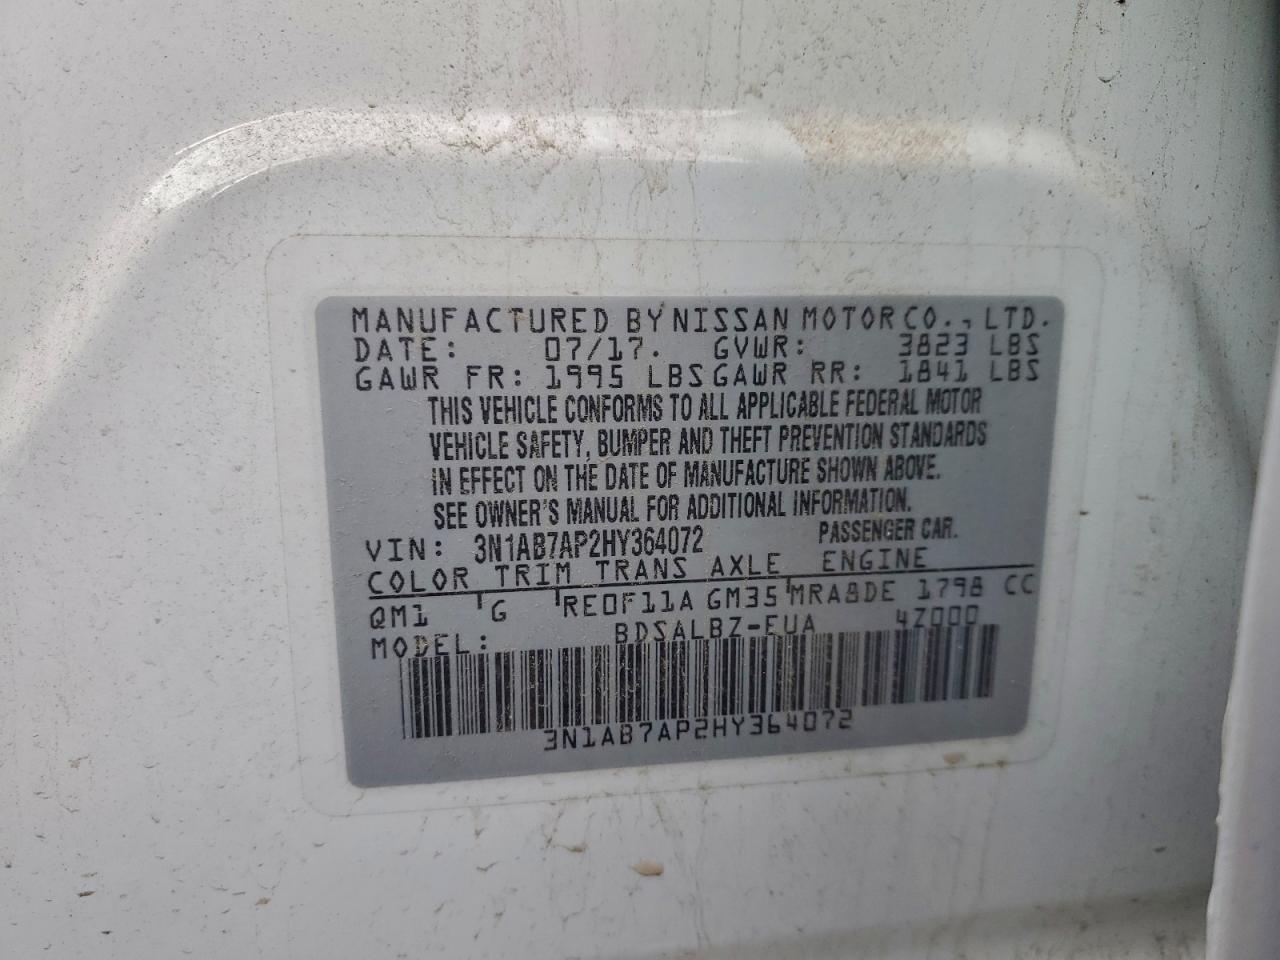 MANUFACTURED BY NISSAN MOTOR CO., LTD.
DATE: 07/17. GVWR: 3823 LBS
GAWR FR: 1995 LBS GAWR RR: 1841 LBS
THIS VEHICLE CONFORMS TO ALL APPLICABLE FEDERAL MOTOR
VEHICLE SAFETY, BUMPER AND THEFT PREVENTION STANDARDS
IN EFFECT ON THE DATE OF MANUFACTURE SHOWN ABOVE.
SEE OWNER'S MANUAL FOR ADDITIONAL INFORMATION.
VIN: 3N1AB7AP2HY364072 PASSENGER CAR.
COLOR TRIM TRANS AXLE ENGINE
QM1 G RE0F11A GM35 MRA8DE 1798 CC
MODEL: BDSALBZ-EUA 4Z000
3N1AB7AP2HY364072